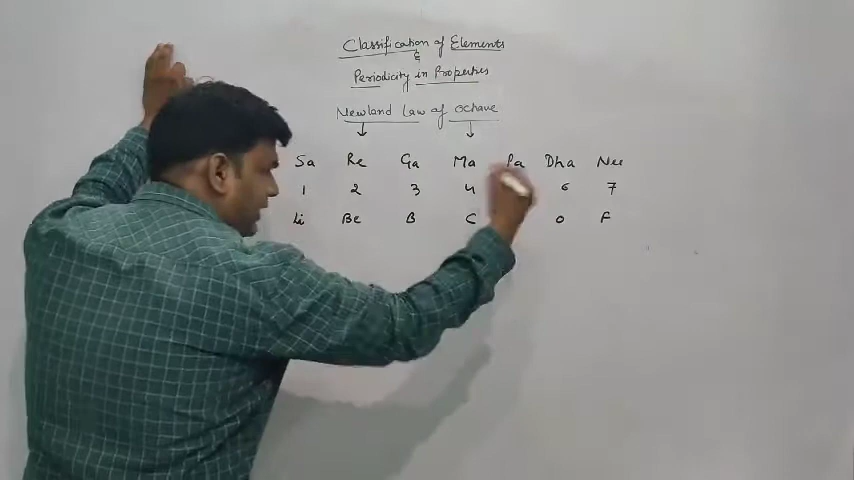 Classification of Elements
&
Periodicity in Properties
Newland Law of Octave
Sa Re Ga Ma Pa Dha Nee
1 2 3 4 6 7
Li Be B C O F